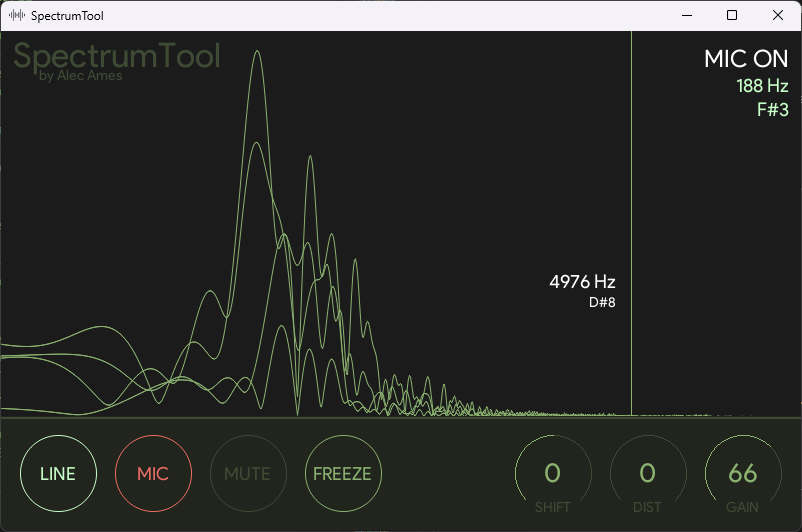 SpectrumTool
SpectrumTool
by Alec Ames
MIC ON
188 Hz
F#3
4976 Hz
D#8
LINE
MIC
MUTE
FREEZE
0
SHIFT
0
DIST
66
GAIN